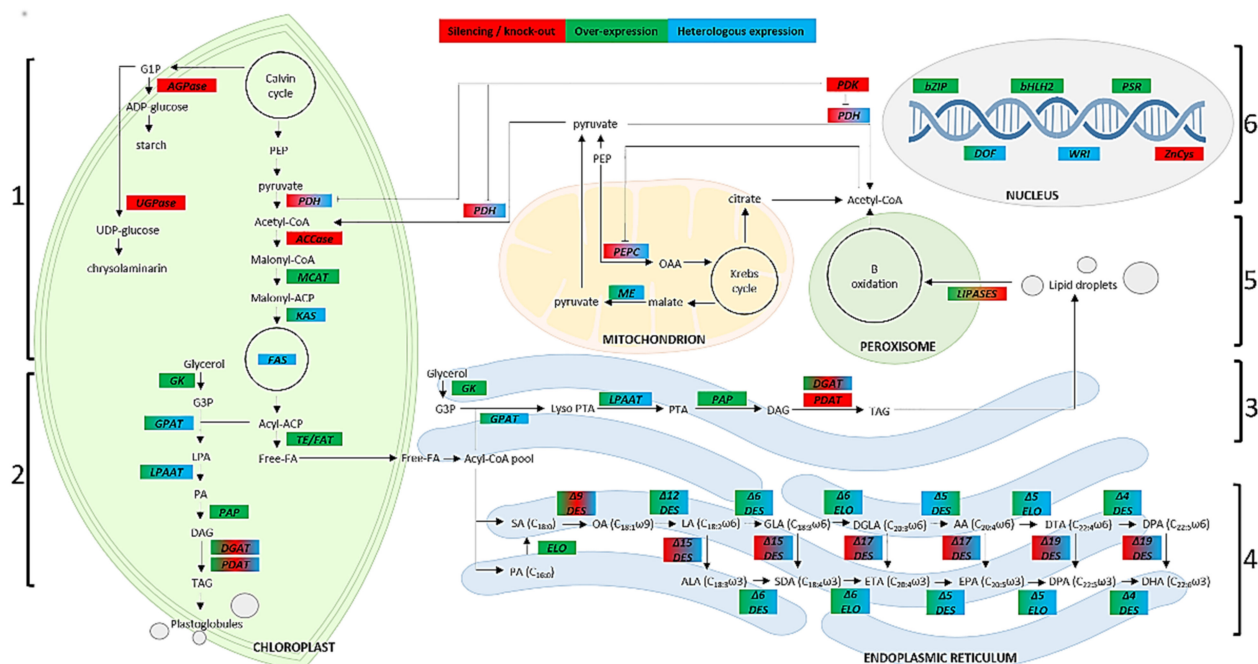 Silencing / knock-out Over-expression Heterologous expression
1
G1P
AGPase
ADP-glucose
starch
UGPase
UDP-glucose
chrysolaminarin
Calvin cycle
PEP
pyruvate
PDH
Acetyl-CoA
ACCase
Malonyl-CoA
MCAT
Malonyl-ACP
KAS
FAS
2
Glycerol
GK
G3P
GPAT
Acyl-ACP
TE/FAT
Free-FA
LPA
LPAAT
PA
PAP
DAG
DGAT
PDAT
TAG
Plastoglobules
CHLOROPLAST
PDK
PDH
PDH
pyruvate
PEP
citrate
Acetyl-CoA
PEPC
OAA
Krebs cycle
ME
pyruvate
malate
MITOCHONDRION
B oxidation
PEROXISOME
LIPASES
Lipid droplets
5
bZIP
bHLH2
PSR
DOF
WRI
ZnCys
NUCLEUS
6
Glycerol
GK
G3P
GPAT
Lyso PTA
LPAAT
PTA
PAP
DAG
DGAT
PDAT
TAG
3
Free-FA
Acyl-CoA pool
Δ9 DES
Δ12 DES
Δ6 DES
Δ6 ELO
Δ5 DES
Δ5 ELO
Δ4 DES
SA (C18:0)
OA (C18:1ω9)
LA (C18:2ω6)
GLA (C18:3ω6)
DGLA (C20:3ω6)
AA (C20:4ω6)
DTA (C22:4ω6)
DPA (C22:5ω6)
ELO
Δ15 DES
Δ15 DES
Δ17 DES
Δ17 DES
Δ19 DES
Δ19 DES
PA (C16:0)
ALA (C18:3ω3)
SDA (C18:4ω3)
ETA (C20:4ω3)
EPA (C20:5ω3)
DPA (C22:5ω3)
DHA (C22:6ω3)
Δ6 DES
Δ6 ELO
Δ5 DES
Δ5 ELO
Δ4 DES
4
ENDOPLASMIC RETICULUM